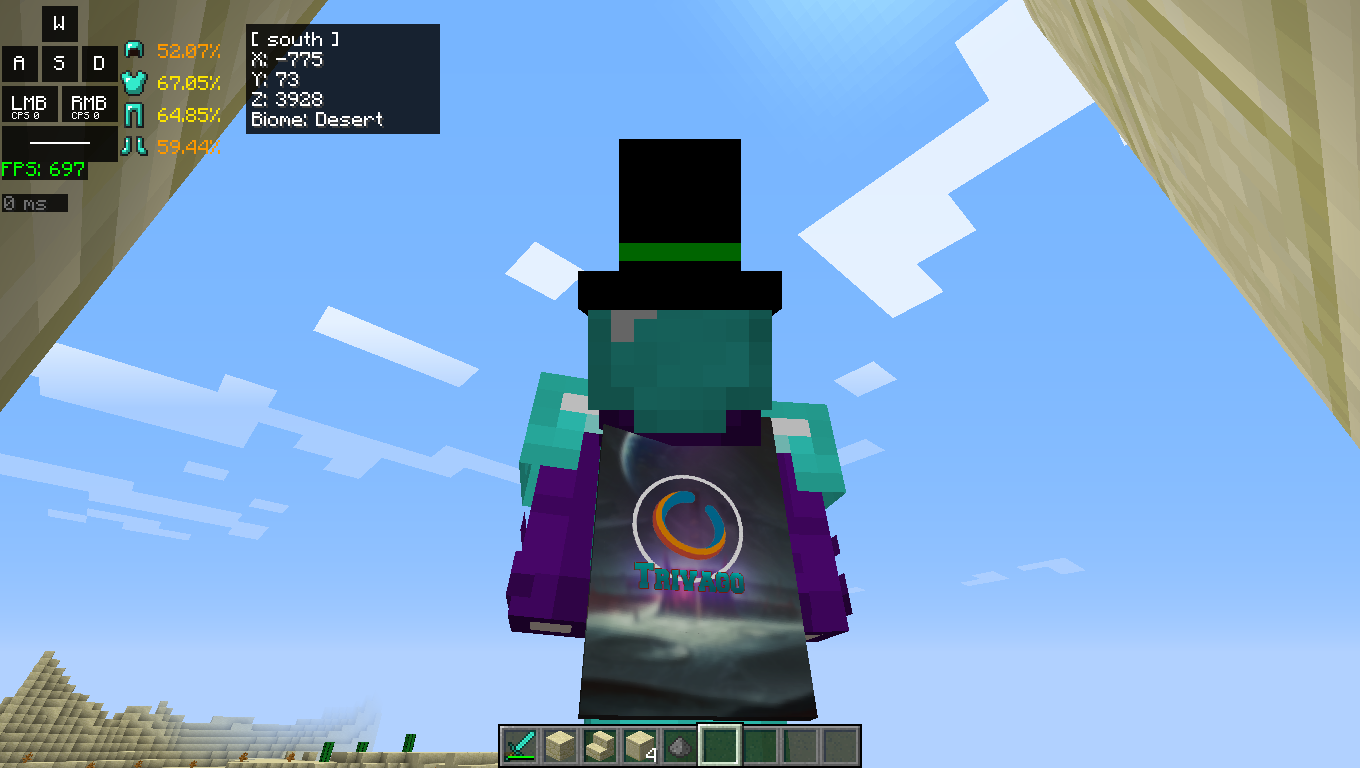 W
[ south ]
A S D
52.07%
X: -775
67.05%
Y: 73
LMB RMB
CPS 0 CPS 0
64.85%
Z: 3928
Biome: Desert
59.44%
FPS: 697
0 ms
TRIVAGO
4